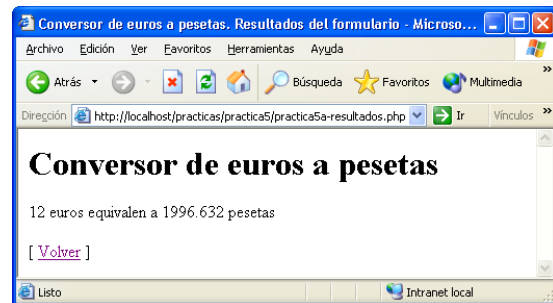 Conversor de euros a pesetas. Resultados del formulario - Microso...
Archivo Edición Ver Favoritos Herramientas Ayuda
Atrás Búsqueda Favoritos Multimedia »
Dirección http://localhost/practicas/practica5/practica5a-resultados.php Ir Vínculos »
Conversor de euros a pesetas
12 euros equivalen a 1996.632 pesetas
[ Volver ]
Listo Intranet local